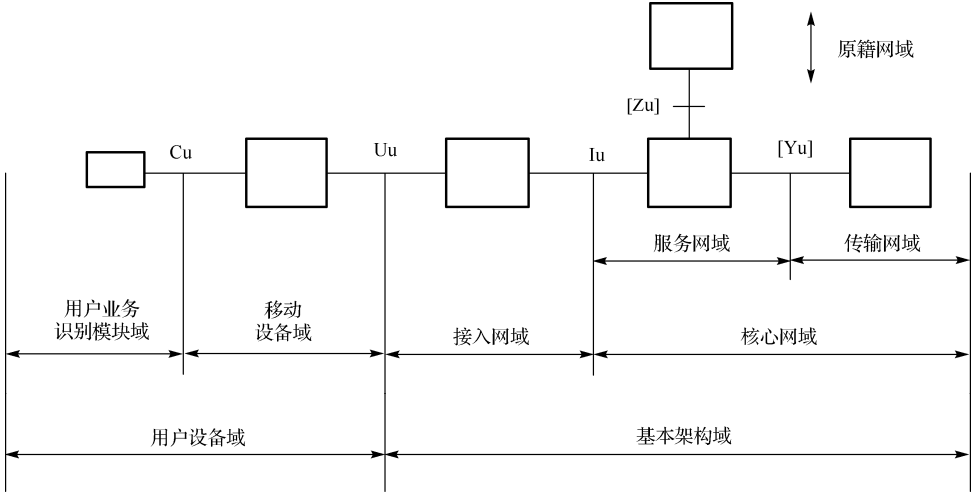 原籍网域
[Zu]
Cu
Uu
Iu
[Yu]
服务网域
传输网域
用户业务
识别模块域
移动
设备域
接入网域
核心网域
用户设备域
基本架构域